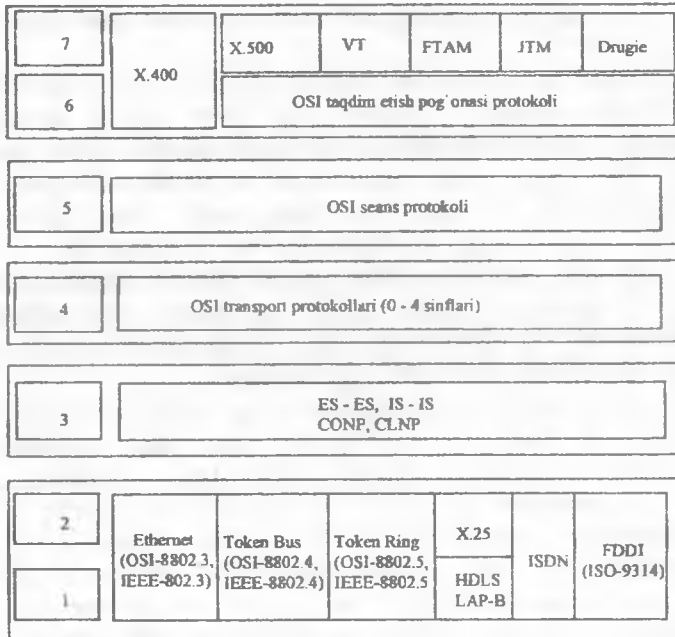 7
X.400
X.500
VT
FTAM
JTM
Drugie
6
OSI taqdim etish pog`onasi protokoli
5
OSI seans protokoli
4
OSI transport protokollari (0 - 4 sinflari)
3
ES - ES, IS - IS
CONP, CLNP
2
1
Ethernet
(OSI-8802.3,
IEEE-802.3)
Token Bus
(OSI-8802.4,
IEEE-8802.4)
Token Ring
(OSI-8802.5,
IEEE-8802.5
X.25
HDLS
LAP-B
ISDN
FDDI
(ISO-9314)